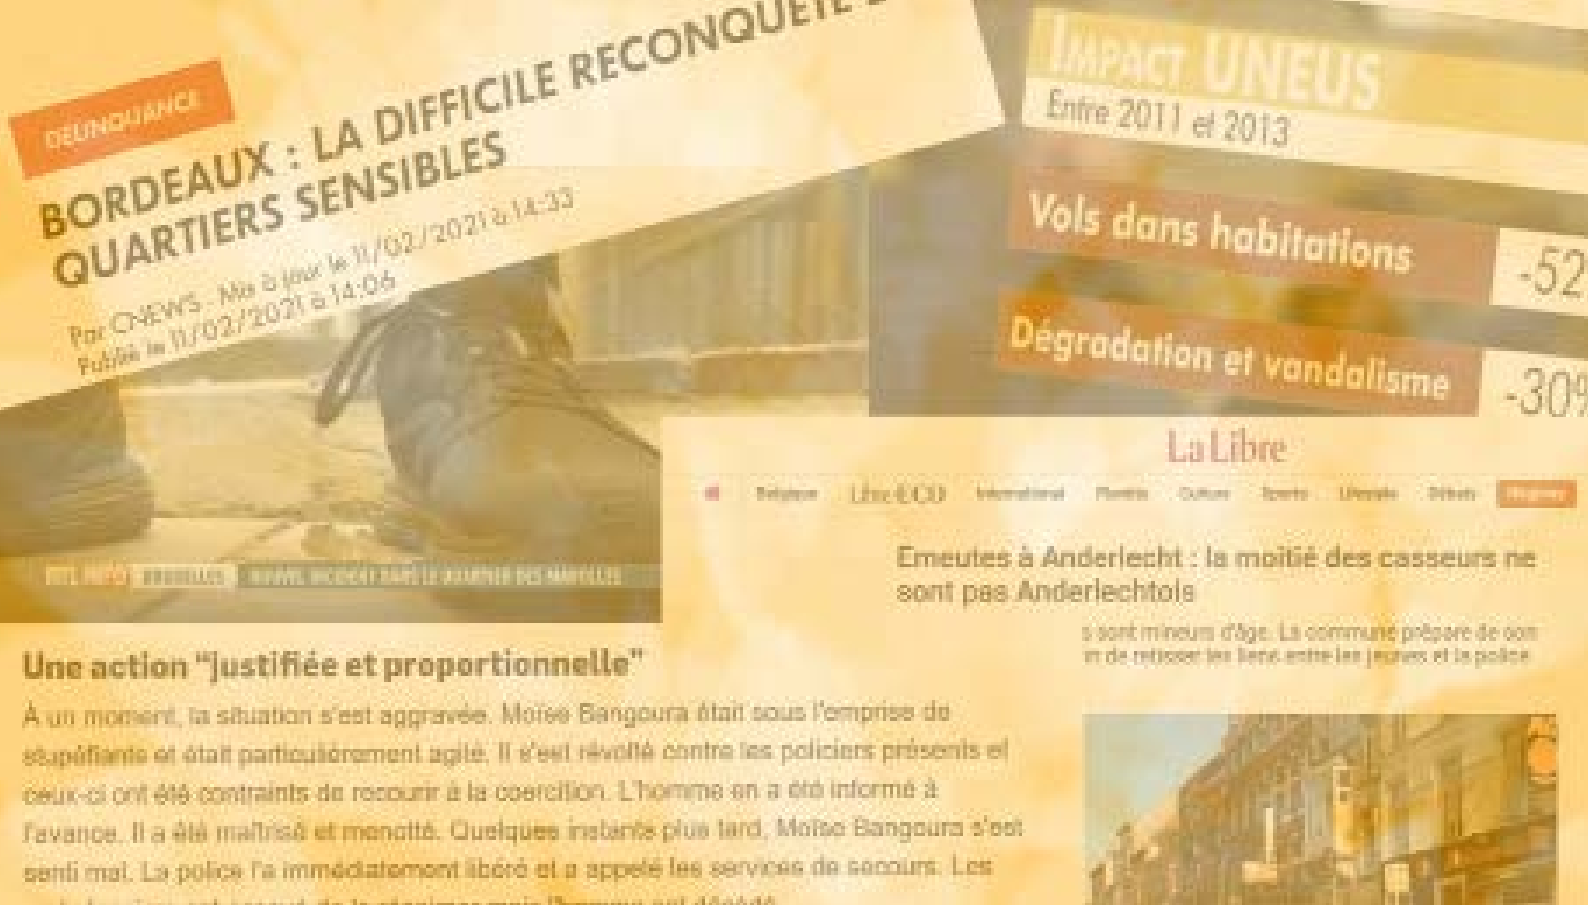 DÉLINQUANCE
BORDEAUX : LA DIFFICILE RECONQUÊTE
QUARTIERS SENSIBLES
Par CNEWS - Mis à jour le 11/02/2021 à 14:33
Publié le 11/02/2021 à 14:06
IMPACT UNEUS
Entre 2011 et 2013
Vols dans habitations
-52
Dégradation et vandalisme
-30%
La Libre
Belgique Libre ECO International Planète Culture Sports Lifestyle Débats
Emeutes à Anderlecht : la moitié des casseurs ne
sont pas Anderlechtois
s sont mineurs d'âge. La commune prépare de son
in de retisser les liens entre les jeunes et la police
BRUXELLES NOUVEL INCIDENT DANS LE QUARTIER DES MAROLLES
Une action "justifiée et proportionnelle"
À un moment, la situation s'est aggravée. Moïse Bangoura était sous l'emprise de
stupéfiants et était particulièrement agité. Il s'est révolté contre les policiers présents et
ceux-ci ont été contraints de recourir à la coercition. L'homme en a été informé à
l'avance. Il a été maîtrisé et menotté. Quelques instants plus tard, Moïse Bangoura s'est
senti mal. La police l'a immédiatement libéré et a appelé les services de secours. Les